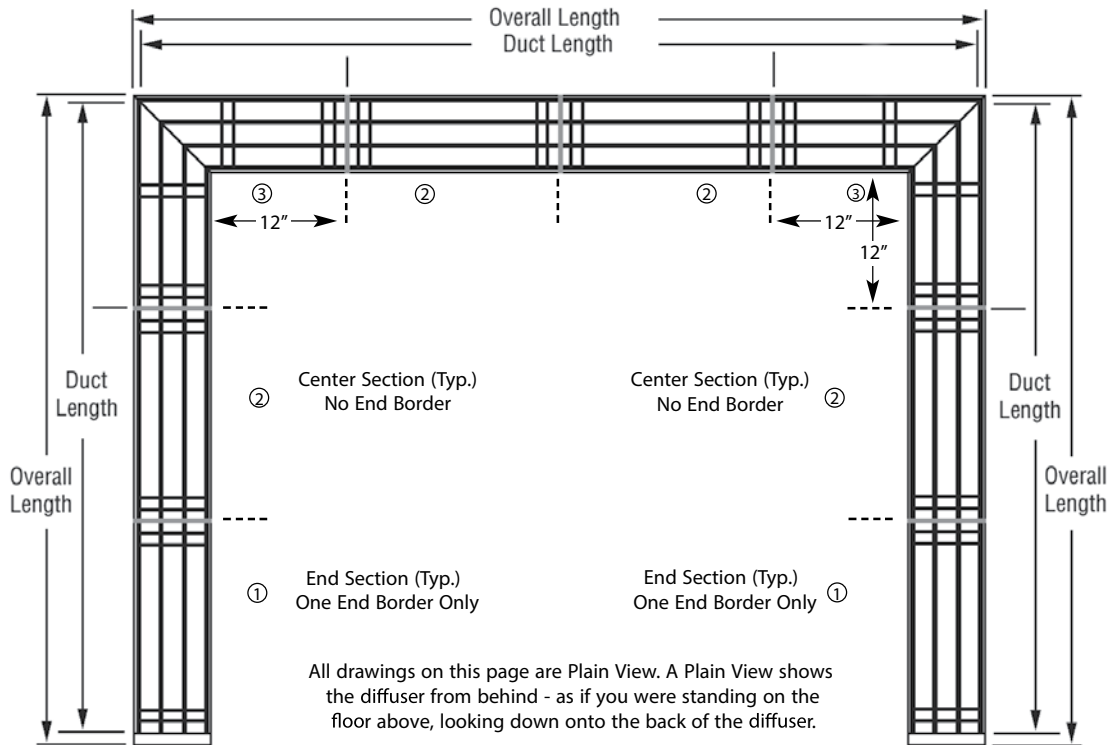 Overall Length
Duct Length
③ ② ② ③
12” 12”
12”
Duct
Length
② Center Section (Typ.)
No End Border
Center Section (Typ.) ②
No End Border
Duct
Length
Overall
Length
Overall
Length
① End Section (Typ.)
One End Border Only
End Section (Typ.)
One End Border Only ①
All drawings on this page are Plain View. A Plain View shows
the diffuser from behind - as if you were standing on the
floor above, looking down onto the back of the diffuser.